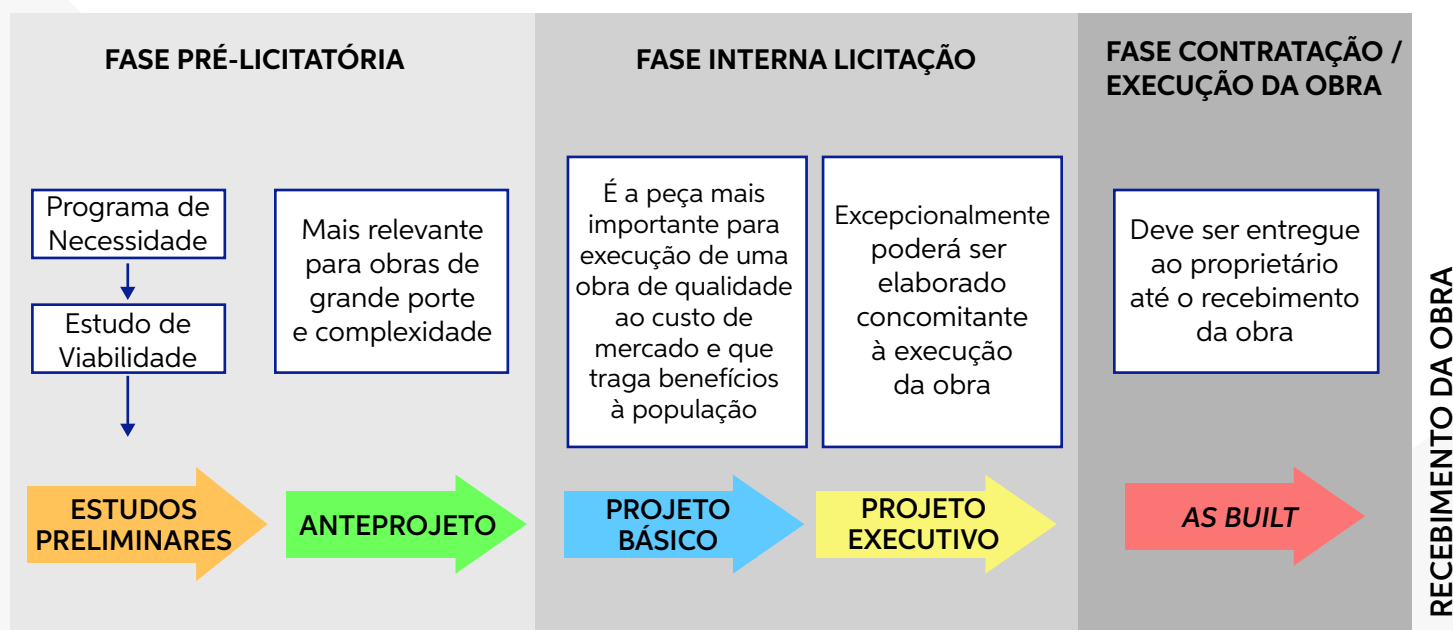 FASE PRÉ-LICITATÓRIA
Programa de
Necessidade
Estudo de
Viabilidade
Mais relevante
para obras de
grande porte
e complexidade
ESTUDOS
PRELIMINARES
ANTEPROJETO
FASE INTERNA LICITAÇÃO
É a peça mais
importante para
execução de uma
obra de qualidade
ao custo de
mercado e que
traga benefícios
à população
Excepcionalmente
poderá ser
elaborado
concomitante
à execução
da obra
PROJETO
BÁSICO
PROJETO
EXECUTIVO
FASE CONTRATAÇÃO /
EXECUÇÃO DA OBRA
Deve ser entregue
ao proprietário
até o recebimento
da obra
AS BUILT
RECEBIMENTO DA OBRA